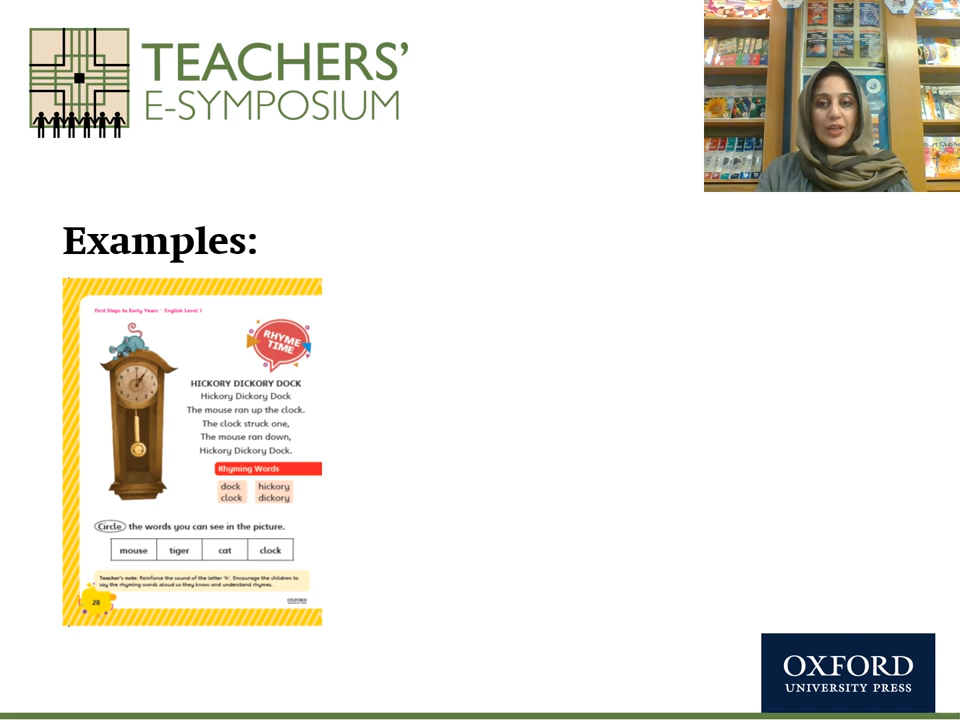 TEACHERS'
E-SYMPOSIUM
Examples:
First Steps to Early Years - English Level 1
RHYME
TIME
HICKORY DICKORY DOCK
Hickory Dickory Dock
The mouse ran up the clock.
The clock struck one,
The mouse ran down,
Hickory Dickory Dock.
Rhyming Words
dock hickory
clock dickory
Circle the words you can see in the picture.
mouse tiger cat clock
Teacher's note: Reinforce the sound of the letter 'h'. Encourage the children to
say the rhyming words aloud so they know and understand rhymes.
28
OXFORD
OXFORD
UNIVERSITY PRESS